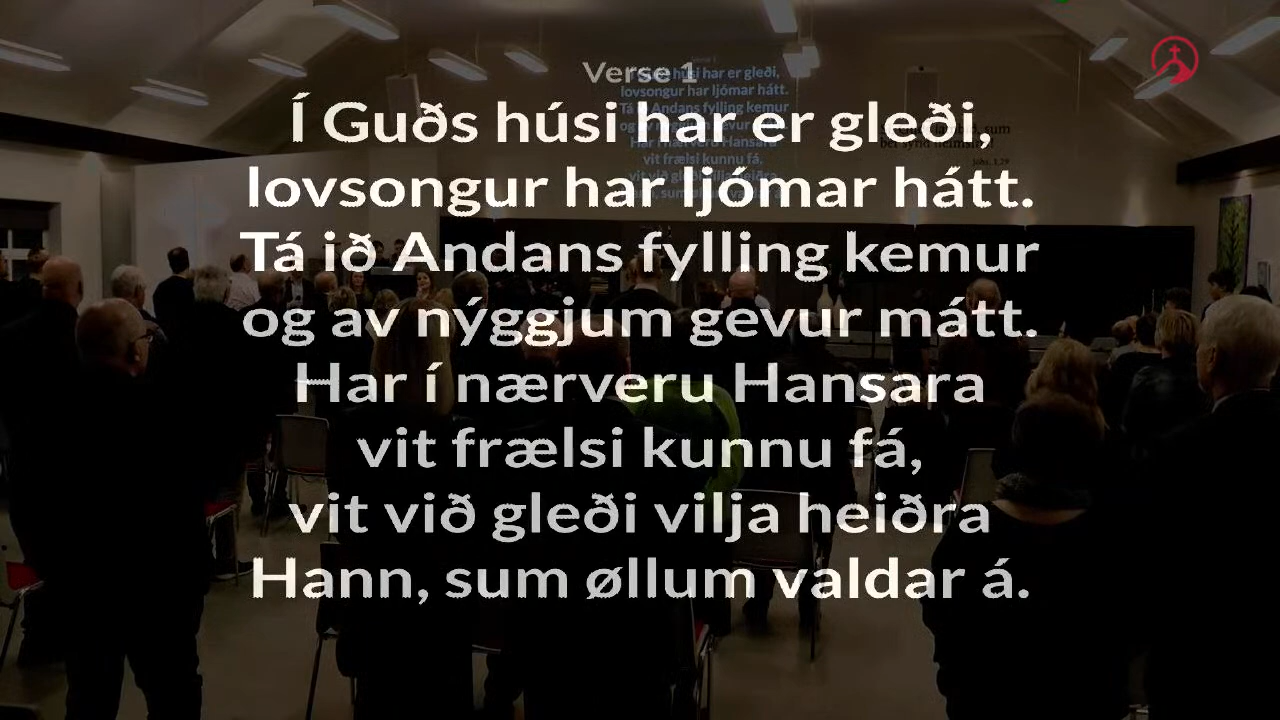 Verse 1
Í Guðs húsi har er gleði,
lovsongur har ljómar hátt.
Tá ið Andans fylling kemur
og av nýggjum gevur mátt.
Har í nærveru Hansara
vit frælsi kunnu fá,
vit við gleði vilja heiðra
Hann, sum øllum valdar á.